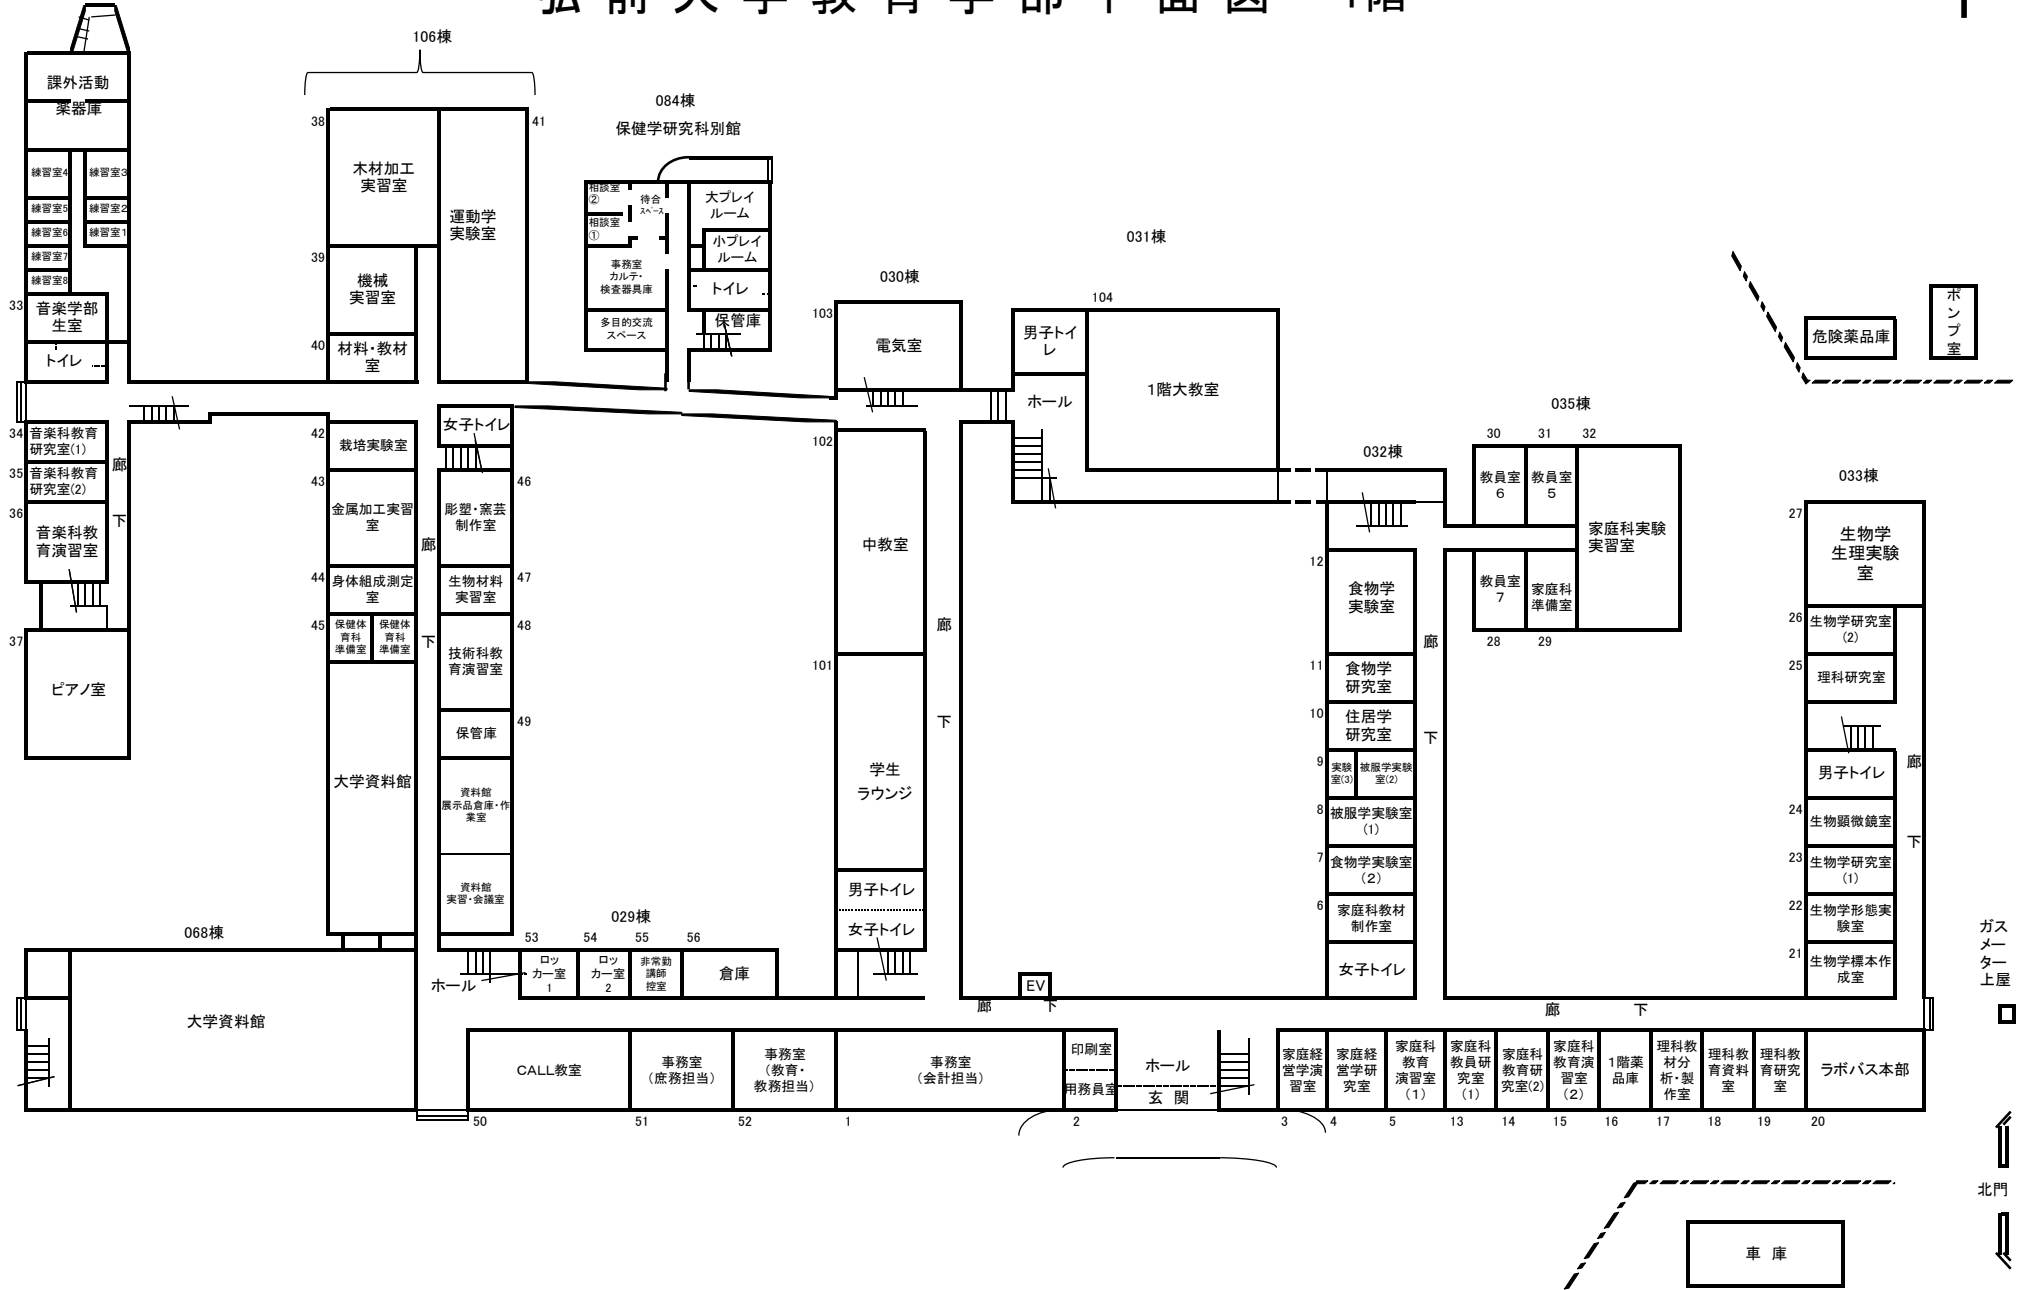 弘前大学教育学部平面図 1階
106棟
課外活動
薬器庫
084棟
保健学研究科別館
38
41
木材加工
実習室
運動学
実験室
練習室4
練習室3
練習室5
練習室2
練習室6
練習室1
練習室7
練習室8
相談室
②
待合
スペース
相談室
①
大プレイ
ルーム
小プレイ
ルーム
事務室
カルテ・
検査器具庫
トイレ
多目的交流
スペース
保管庫
031棟
030棟
39
機械
実習室
33
音楽学部
生室
トイレ
40
材料・教材
室
103
電気室
104
男子トイ
レ
1階大教室
ホール
ポ
ン
プ
室
危険薬品庫
035棟
34
音楽科教育
研究室(1)
35
音楽科教育
研究室(2)
36
音楽科教
育演習室
廊
下
37
ピアノ室
42
栽培実験室
43
金属加工実習
室
44
身体組成測定
室
45
保健体
育科
準備室
保健体
育科
準備室
大学資料館
廊
下
女子トイレ
46
彫塑・窯芸
制作室
47
生物材料
実習室
48
技術科教
育演習室
49
保管庫
資料館
展示品倉庫・作
業室
資料館
実習・会議室
102
中教室
101
学生
ラウンジ
男子トイレ
女子トイレ
廊
下
032棟
30
31
32
教員室
6
教員室
5
家庭科実験
実習室
教員室
7
家庭科
準備室
28
29
12
食物学
実験室
11
食物学
研究室
10
住居学
研究室
9
実験
室(3)
被服学実験
室(2)
8
被服学実験室
(1)
7
食物学実験室
(2)
6
家庭科教材
制作室
女子トイレ
廊
下
033棟
27
生物学
生理実験
室
26
生物学研究室
(2)
25
理科研究室
男子トイレ
24
生物顕微鏡室
23
生物学研究室
(1)
22
生物学形態実
験室
21
生物学標本作
成室
廊
下
ガス
メー
ター
上屋
068棟
大学資料館
029棟
53
54
55
56
ホール
ロッ
カー室
1
ロッ
カー室
2
非常勤
講師
控室
倉庫
EV
廊
下
廊
下
CALL教室
事務室
(庶務担当)
事務室
(教育・
教務担当)
事務室
(会計担当)
印刷室
用務員室
ホール
玄 関
家庭経
営学演
習室
家庭経
営学研
究室
家庭科
教育
演習室
(1)
家庭科
教員研
究室
(1)
家庭科
教育研
究室(2)
家庭科
教育演
習室
(2)
1階薬
品庫
理科教
材分
析・製
作室
理科教
育資料
室
理科教
育研究
室
ラボバス本部
50
51
52
1
2
3
4
5
13
14
15
16
17
18
19
20
北門
車 庫